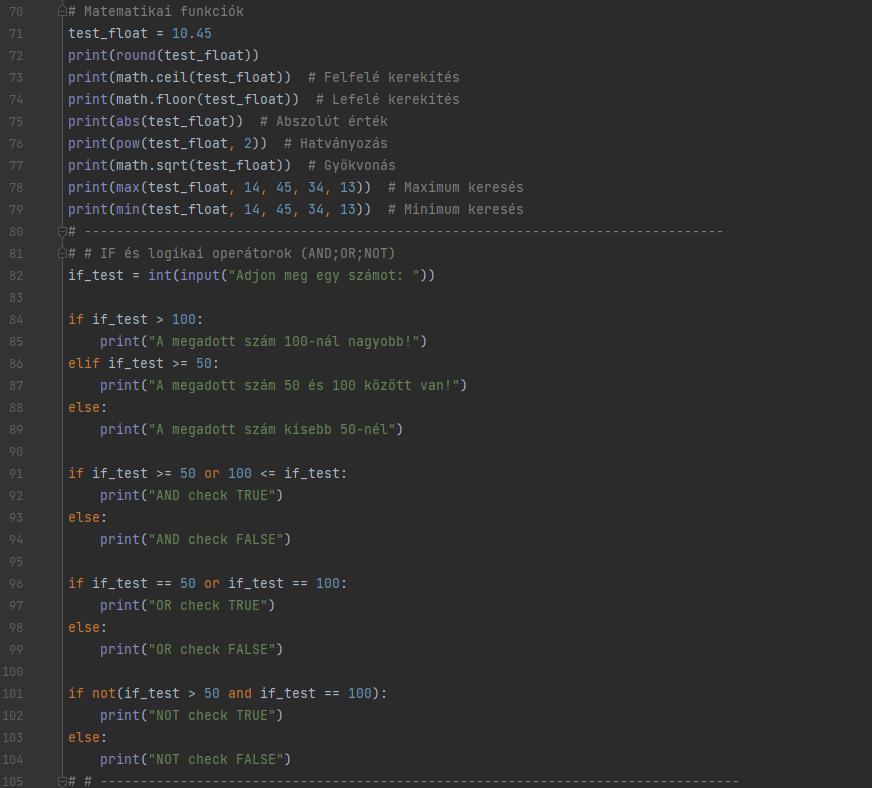 70 # Matematikai funkciók
71 test_float = 10.45
72 print(round(test_float))
73 print(math.ceil(test_float))  # Felfelé kerekítés
74 print(math.floor(test_float))  # Lefelé kerekítés
75 print(abs(test_float))  # Abszolút érték
76 print(pow(test_float, 2))  # Hatványozás
77 print(math.sqrt(test_float))  # Gyökvonás
78 print(max(test_float, 14, 45, 34, 13))  # Maximum keresés
79 print(min(test_float, 14, 45, 34, 13))  # Minimum keresés
80 # --------------------------------------------------------------------------------
81 # # IF és logikai operátorok (AND;OR;NOT)
82 if_test = int(input("Adjon meg egy számot: "))
83
84 if if_test > 100:
85     print("A megadott szám 100-nál nagyobb!")
86 elif if_test >= 50:
87     print("A megadott szám 50 és 100 között van!")
88 else:
89     print("A megadott szám kisebb 50-nél")
90
91 if if_test >= 50 or 100 <= if_test:
92     print("AND check TRUE")
93 else:
94     print("AND check FALSE")
95
96 if if_test == 50 or if_test == 100:
97     print("OR check TRUE")
98 else:
99     print("OR check FALSE")
100
101 if not(if_test > 50 and if_test == 100):
102     print("NOT check TRUE")
103 else:
104     print("NOT check FALSE")
105 # # --------------------------------------------------------------------------------